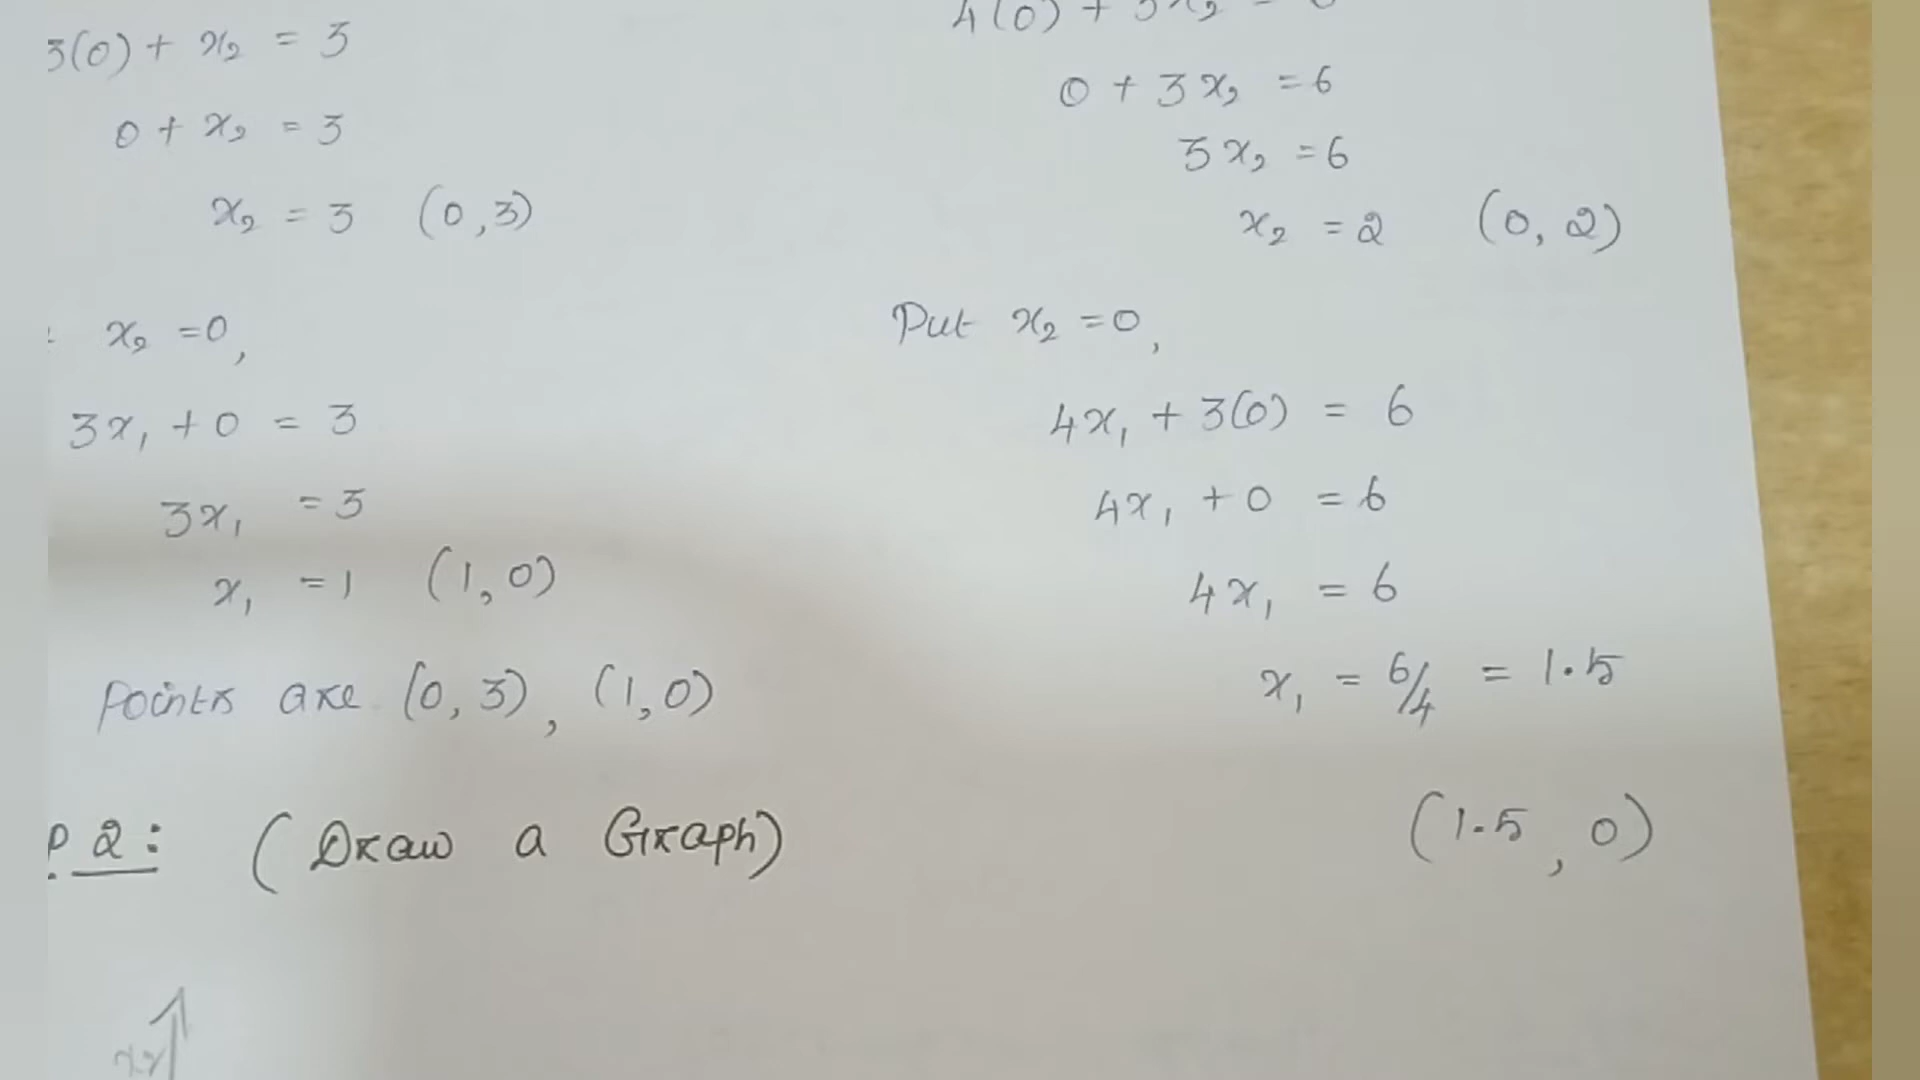 3(0) + x₂ = 3
0 + x₂ = 3
x₂ = 3 (0,3)
x₂ = 0,
3x₁ + 0 = 3
3x₁ = 3
x₁ = 1 (1,0)
Points are (0,3), (1,0)
P 2: (Draw a Graph)
4(0) + 3x₂ =
0 + 3x₂ = 6
3x₂ = 6
x₂ = 2 (0, 2)
Put x₂ = 0,
4x₁ + 3(0) = 6
4x₁ + 0 = 6
4x₁ = 6
x₁ = 6/4 = 1.5
(1.5, 0)